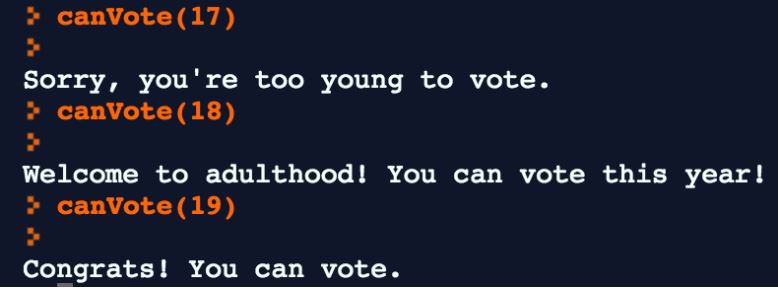 > canVote(17)
>
Sorry, you're too young to vote.
> canVote(18)
>
Welcome to adulthood! You can vote this year!
> canVote(19)
>
Congrats! You can vote.